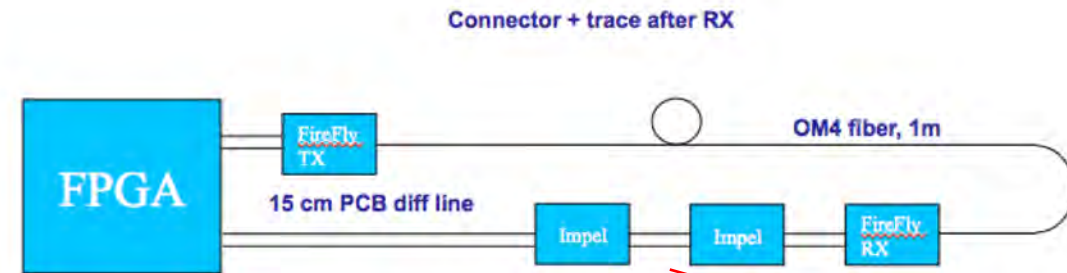 Connector + trace after RX
FireFly
TX
OM4 fiber, 1m
FPGA
15 cm PCB diff line
Impel
Impel
FireFly
RX